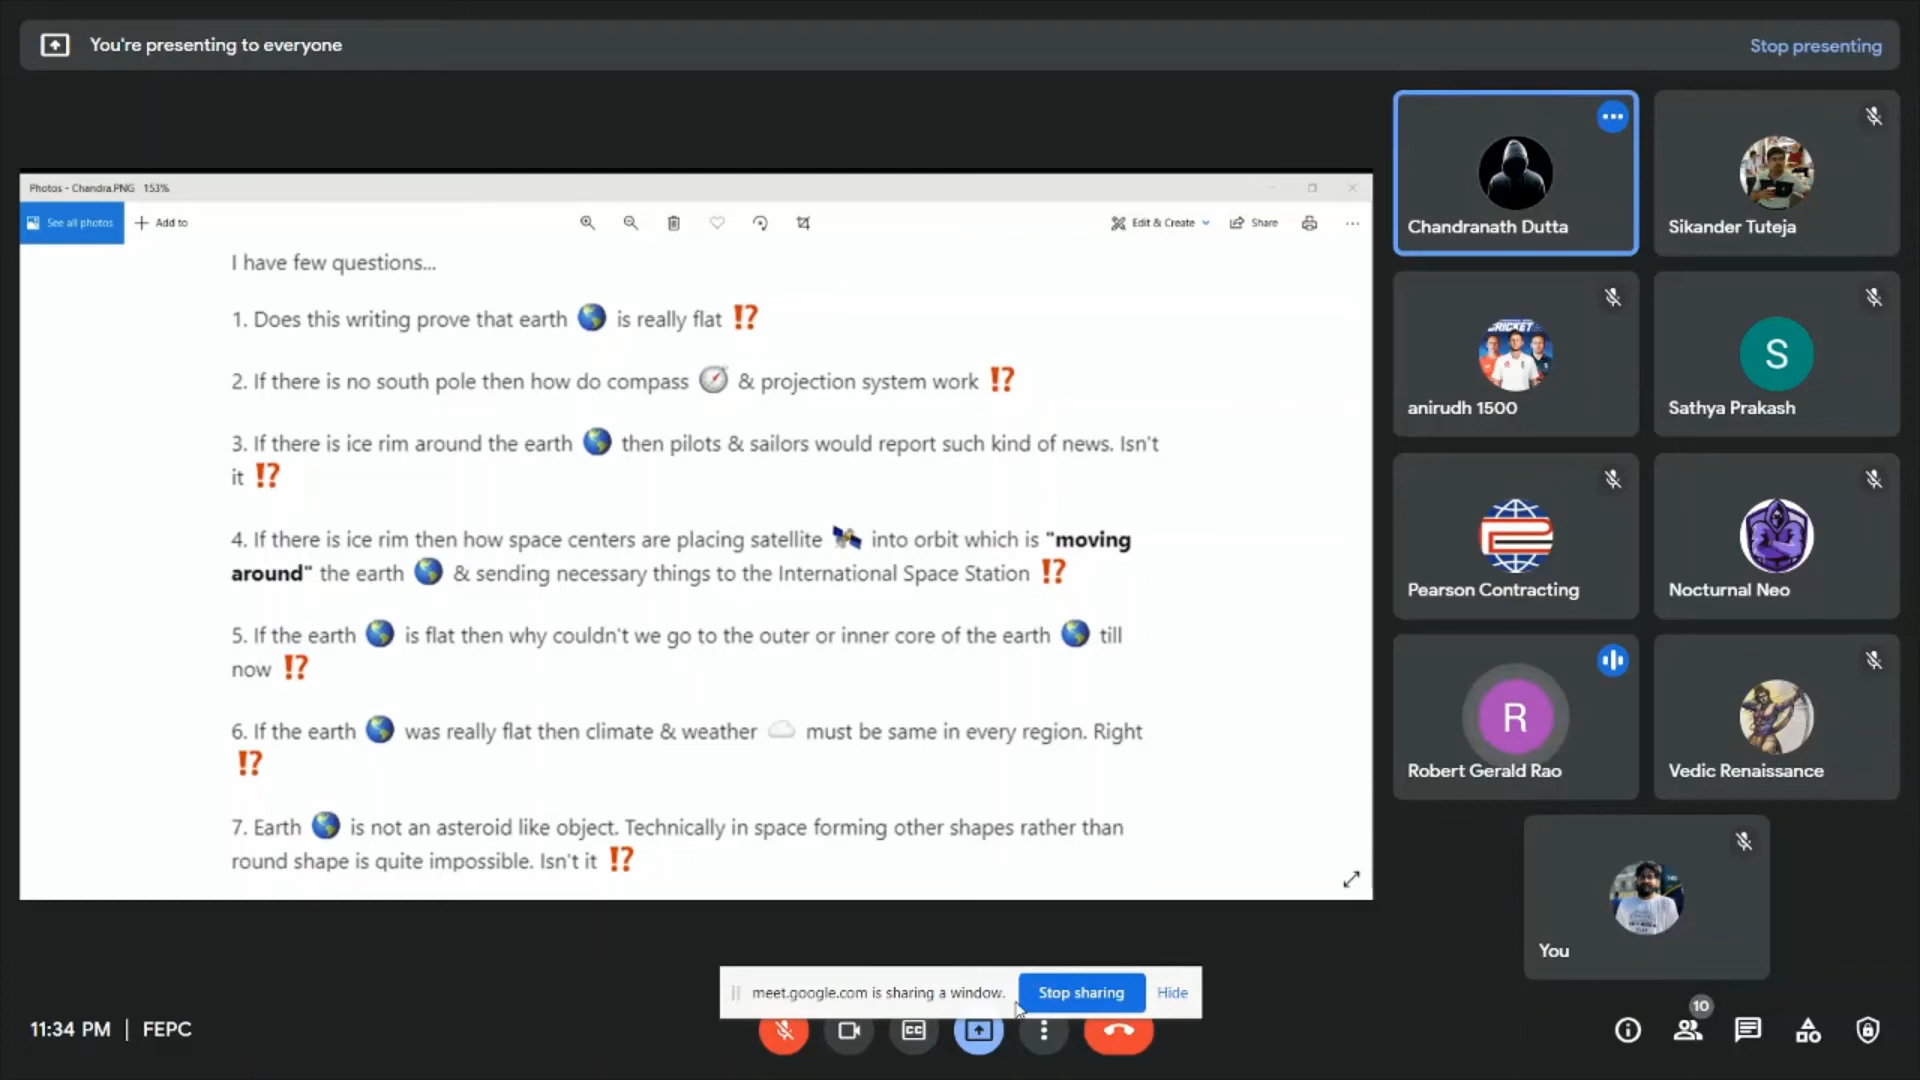 You're presenting to everyone
Stop presenting
Photos - Chandra.PNG 153%
See all photos
Add to
Edit & Create
Share
I have few questions...
1. Does this writing prove that earth 🌎 is really flat ⁉
2. If there is no south pole then how do compass 🧭 & projection system work ⁉
3. If there is ice rim around the earth 🌎 then pilots & sailors would report such kind of news. Isn't
it ⁉
4. If there is ice rim then how space centers are placing satellite 🛰 into orbit which is "moving
around" the earth 🌎 & sending necessary things to the International Space Station ⁉
5. If the earth 🌎 is flat then why couldn't we go to the outer or inner core of the earth 🌎 till
now ⁉
6. If the earth 🌎 was really flat then climate & weather ☁ must be same in every region. Right
⁉
7. Earth 🌎 is not an asteroid like object. Technically in space forming other shapes rather than
round shape is quite impossible. Isn't it ⁉
Chandranath Dutta
Sikander Tuteja
CRICKET
anirudh 1500
S
Sathya Prakash
Pearson Contracting
Nocturnal Neo
R
Robert Gerald Rao
Vedic Renaissance
You
meet.google.com is sharing a window.
Stop sharing
Hide
11:34 PM | FEPC
CC
10